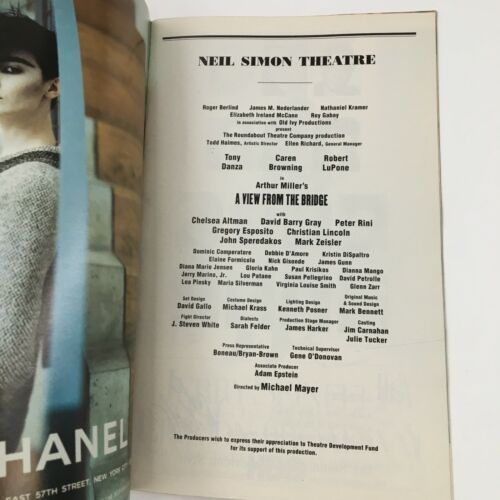 NEIL SIMON THEATRE
Roger Berlind James M. Nederlander Nathaniel Kramer
Elizabeth Ireland McCann Roy Gabay
in association with Old Ivy Productions
present
The Roundabout Theatre Company production
Todd Haimes, Artistic Director Ellen Richard, General Manager
Tony Caren Robert
Danza Browning LuPone
in
Arthur Miller's
A VIEW FROM THE BRIDGE
with
Chelsea Altman David Barry Gray Peter Rini
Gregory Esposito Christian Lincoln
John Speredakos Mark Zeisler
Dominic Comperatore Debbie D'Amore Kristin DiSpaltro
Elaine Formicola Nick Gisonde James Gunn
Diana Marie Jensen Gloria Kahn Paul Krisikos Dianna Mango
Jerry Marino, Jr. Lou Patane Susan Pellegrino David Petrolle
Lea Pinsky Maria Silverman Virginia Louise Smith Glenn Zarr
Set Design Costume Design Lighting Design Original Music
& Sound Design
David Gallo Michael Krass Kenneth Posner Mark Bennett
Fight Director Dialects Production Stage Manager Casting
J. Steven White Sarah Felder James Harker Jim Carnahan
Julie Tucker
Press Representative Technical Supervisor
Boneau/Bryan-Brown Gene O'Donovan
Associate Producer
Adam Epstein
Directed by Michael Mayer
The Producers wish to express their appreciation to Theatre Development Fund
for its support of this production.
HANEL
EAST 57TH STREET, NEW YORK CITY